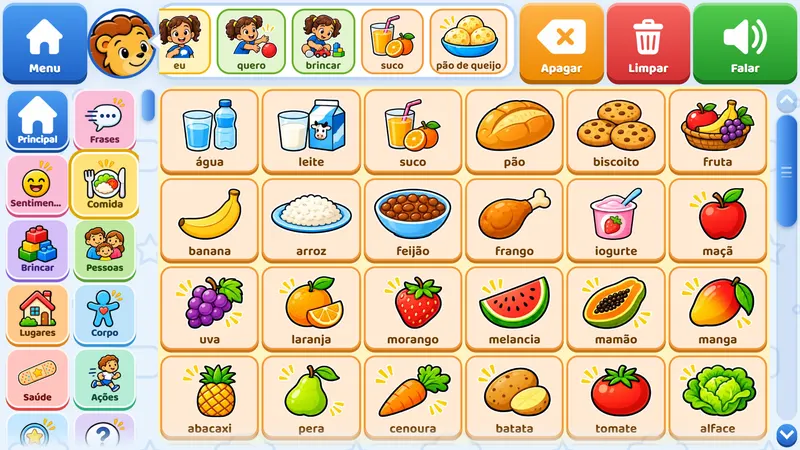 Menu
eu
quero
brincar
suco
pão de queijo
Apagar
Limpar
Falar
Principal
Frases
Sentimen...
Comida
Brincar
Pessoas
Lugares
Corpo
Saúde
Ações
água
leite
suco
pão
biscoito
fruta
banana
arroz
feijão
frango
iogurte
maçã
uva
laranja
morango
melancia
mamão
manga
abacaxi
pera
cenoura
batata
tomate
alface